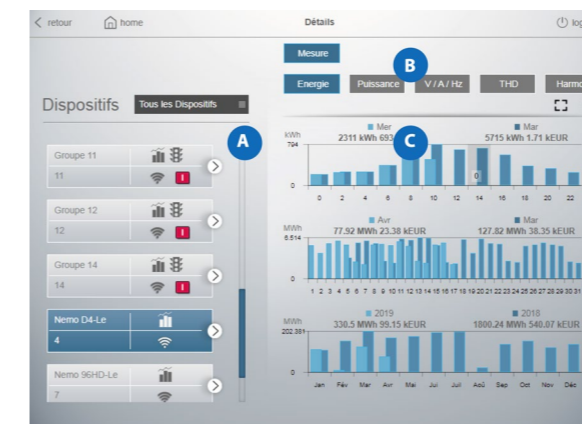 retour home Détails log
Mesure
B
Energie Puissance V / A / Hz THD Harmo
Dispositifs Tous les Dispositifs
A
C
Groupe 11
11 I
Groupe 12
12 I
Groupe 14
14 I
Nemo D4-Le
4
Nemo 96HD-Le
7
kWh Mer Mar
2311 kWh 693 5715 kWh 1.71 kEUR
794
0
0
0 2 4 6 8 10 12 14 16 18 20 22
MWh Avr Mar
77.92 MWh 23.38 kEUR 127.82 MWh 38.35 kEUR
6.514
0
1 2 3 4 5 6 7 8 9 10 11 12 13 14 15 16 17 18 19 20 21 22 23 24 25 26 27 28 29 30 31
MWh 2019 2018
330.5 MWh 99.15 kEUR 1800.24 MWh 540.07 kEUR
202.381
0
Jan Fév Mar Avr Mai Jui Juil Aoû Sep Oct Nov Déc